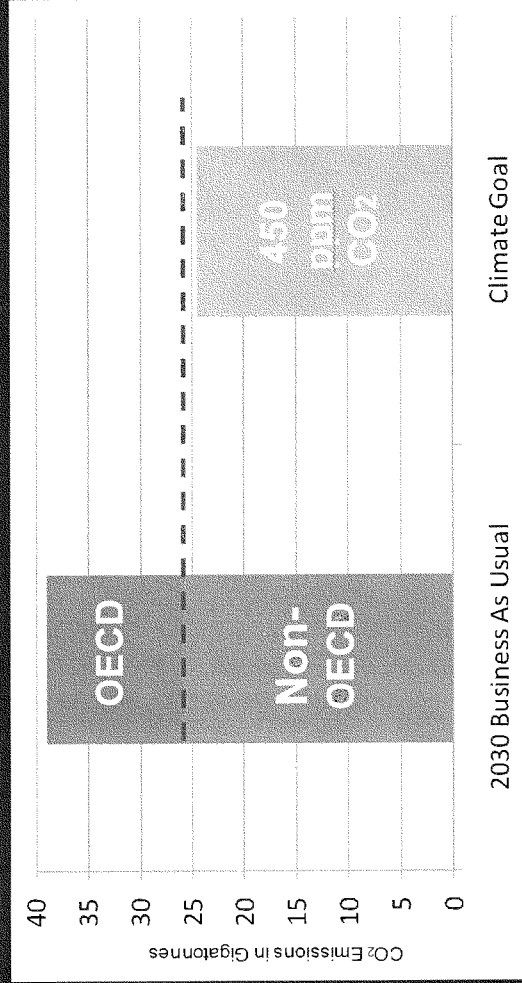 CO2 Emissions in Gigatonnes
40
35
30
25
20
15
10
5
0
OECD
Non-
OECD
450
ppm
CO2
2030 Business As Usual
Climate Goal